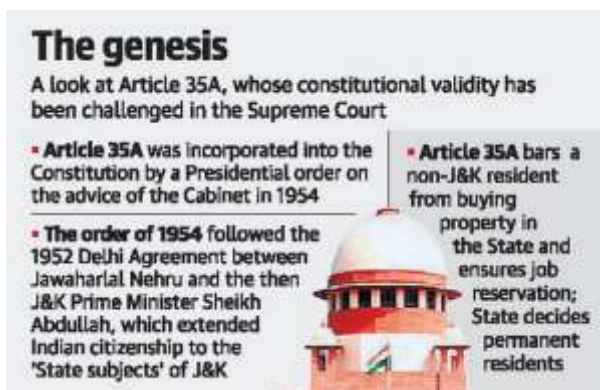 The genesis
A look at Article 35A, whose constitutional validity has
been challenged in the Supreme Court
▪ Article 35A was incorporated into the
Constitution by a Presidential order on
the advice of the Cabinet in 1954
▪ The order of 1954 followed the
1952 Delhi Agreement between
Jawaharlal Nehru and the then
J&K Prime Minister Sheikh
Abdullah, which extended
Indian citizenship to the
'State subjects' of J&K
▪ Article 35A bars a
non-J&K resident
from buying
property in
the State and
ensures job
reservation;
State decides
permanent
residents